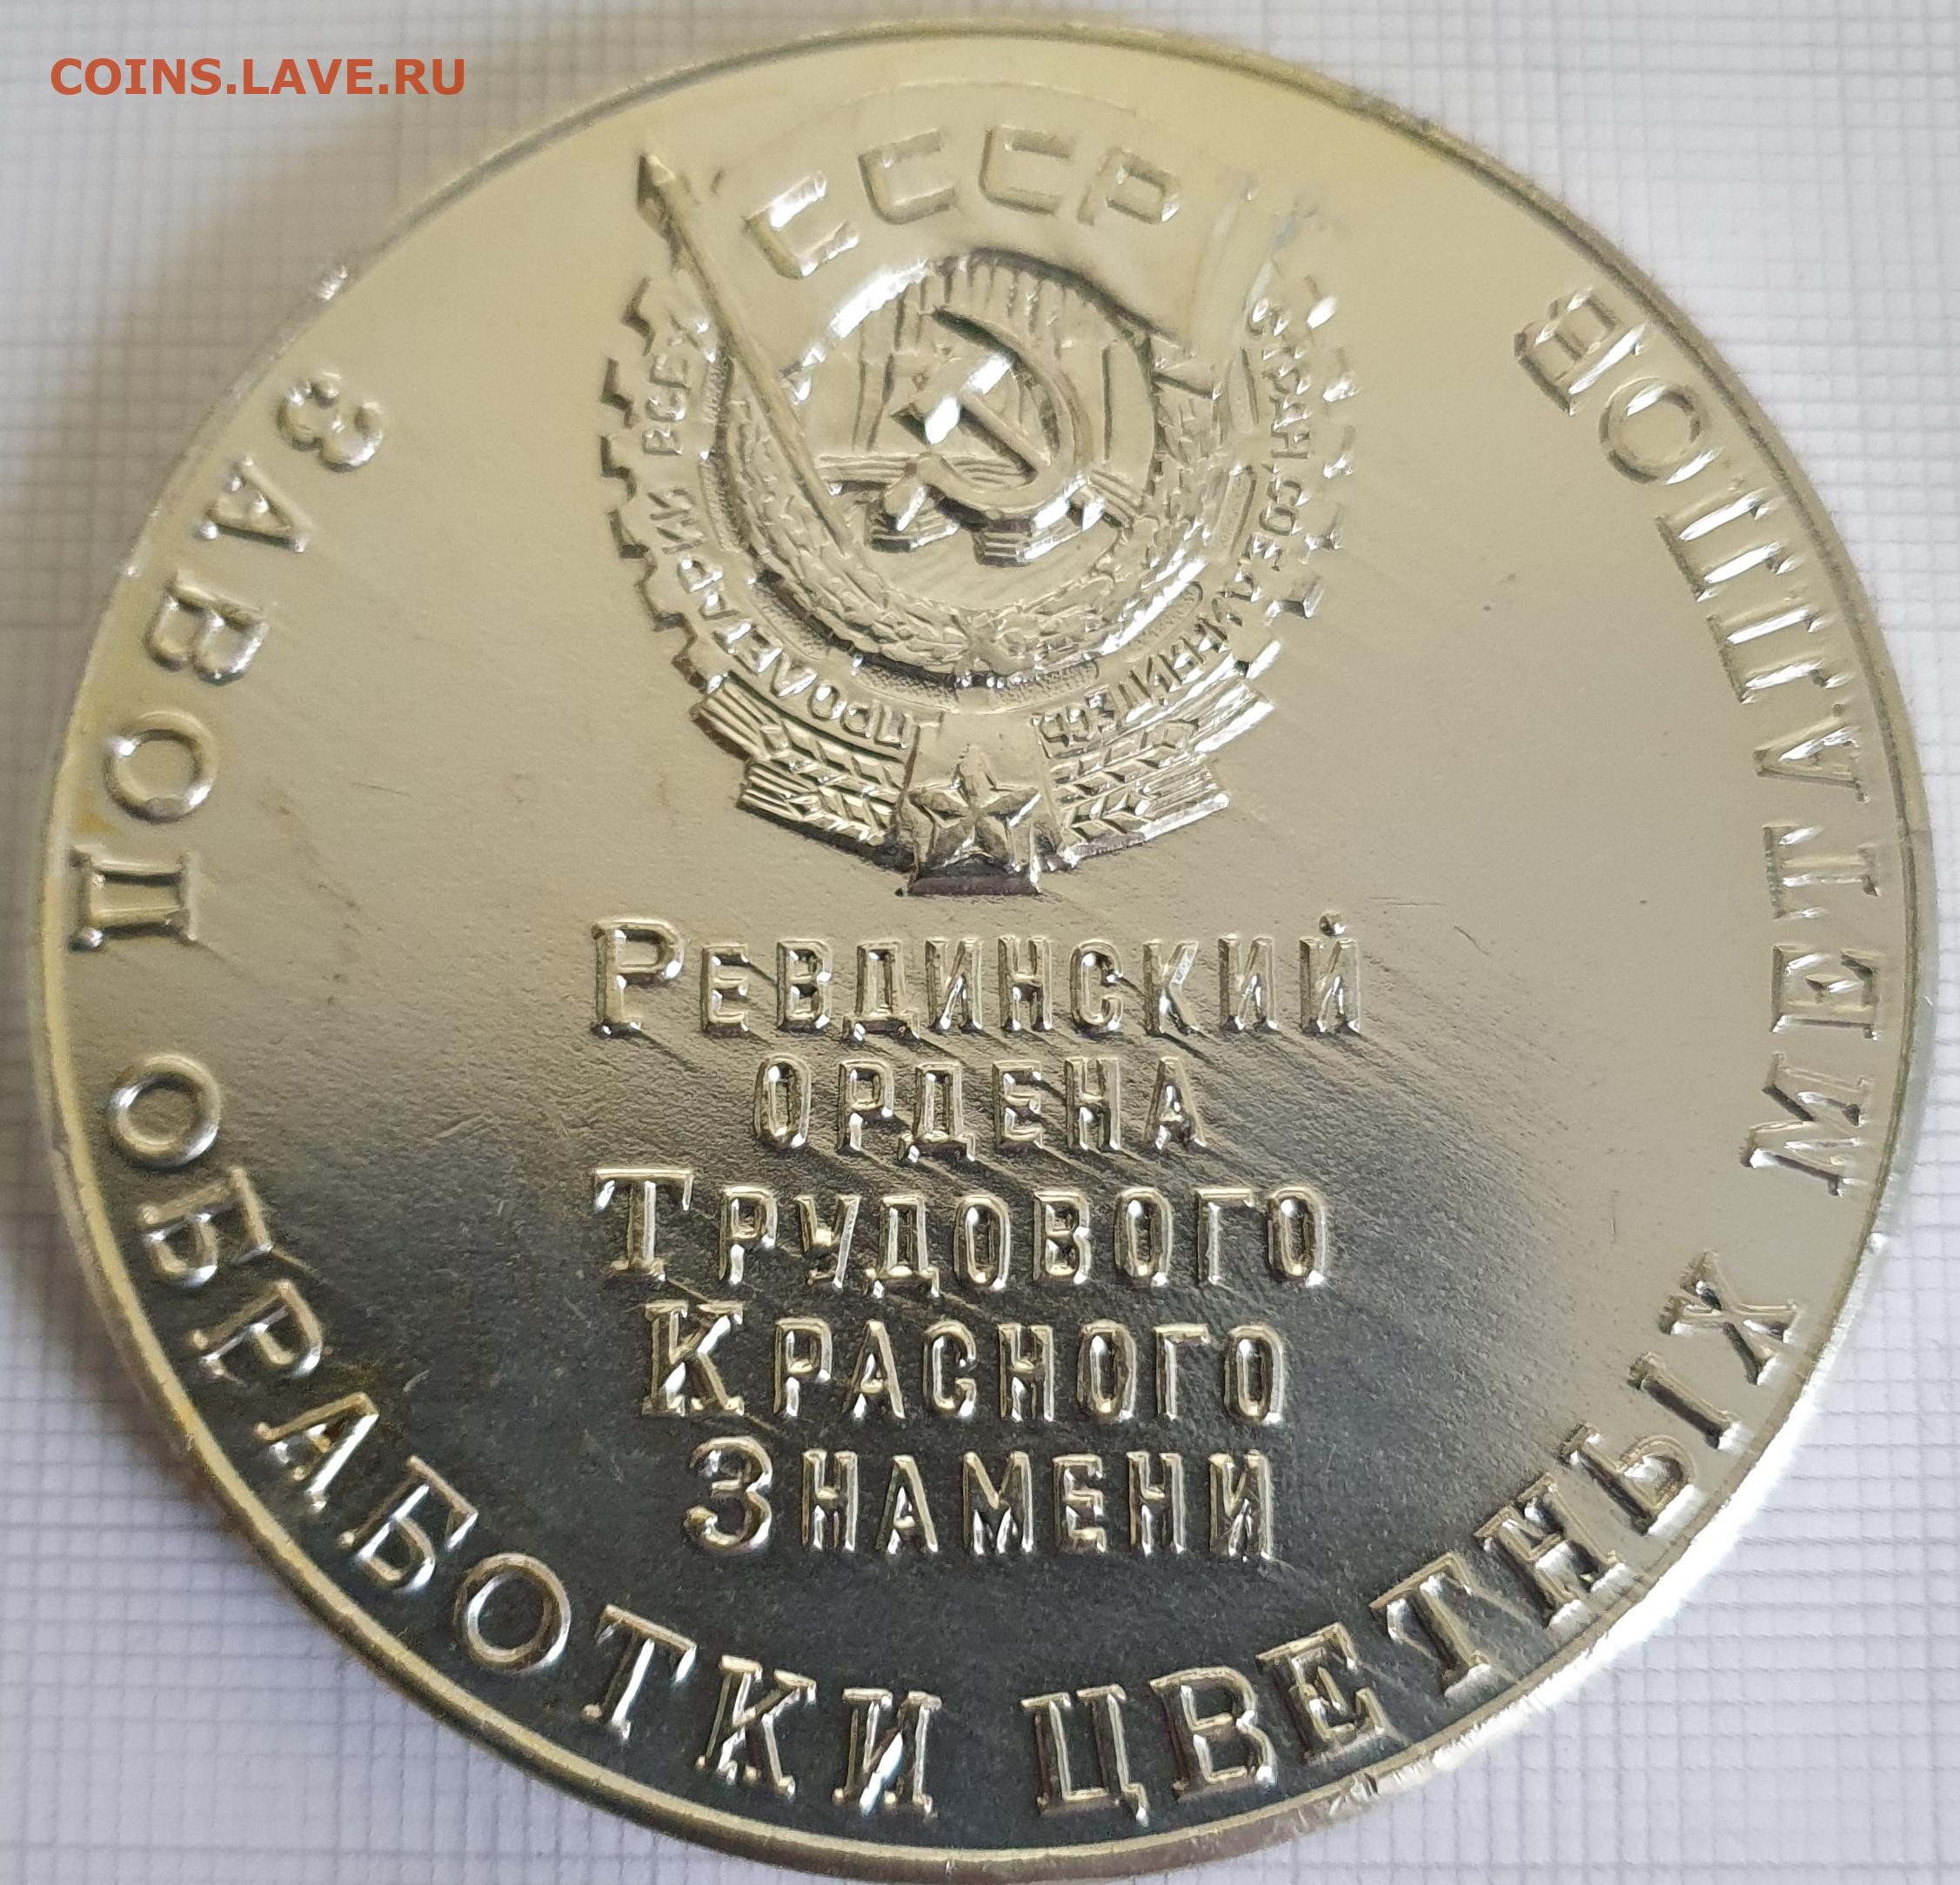 COINS.LAVE.RU
СССР
ПРОЛЕТАРИИ ВСЕХ СТРАН, СОЕДИНЯЙТЕСЬ
РЕВДИНСКИЙ
ОРДЕНА
ТРУДОВОГО
КРАСНОГО
ЗНАМЕНИ
ЗАВОД ОБРАБОТКИ ЦВЕТНЫХ МЕТАЛЛОВ